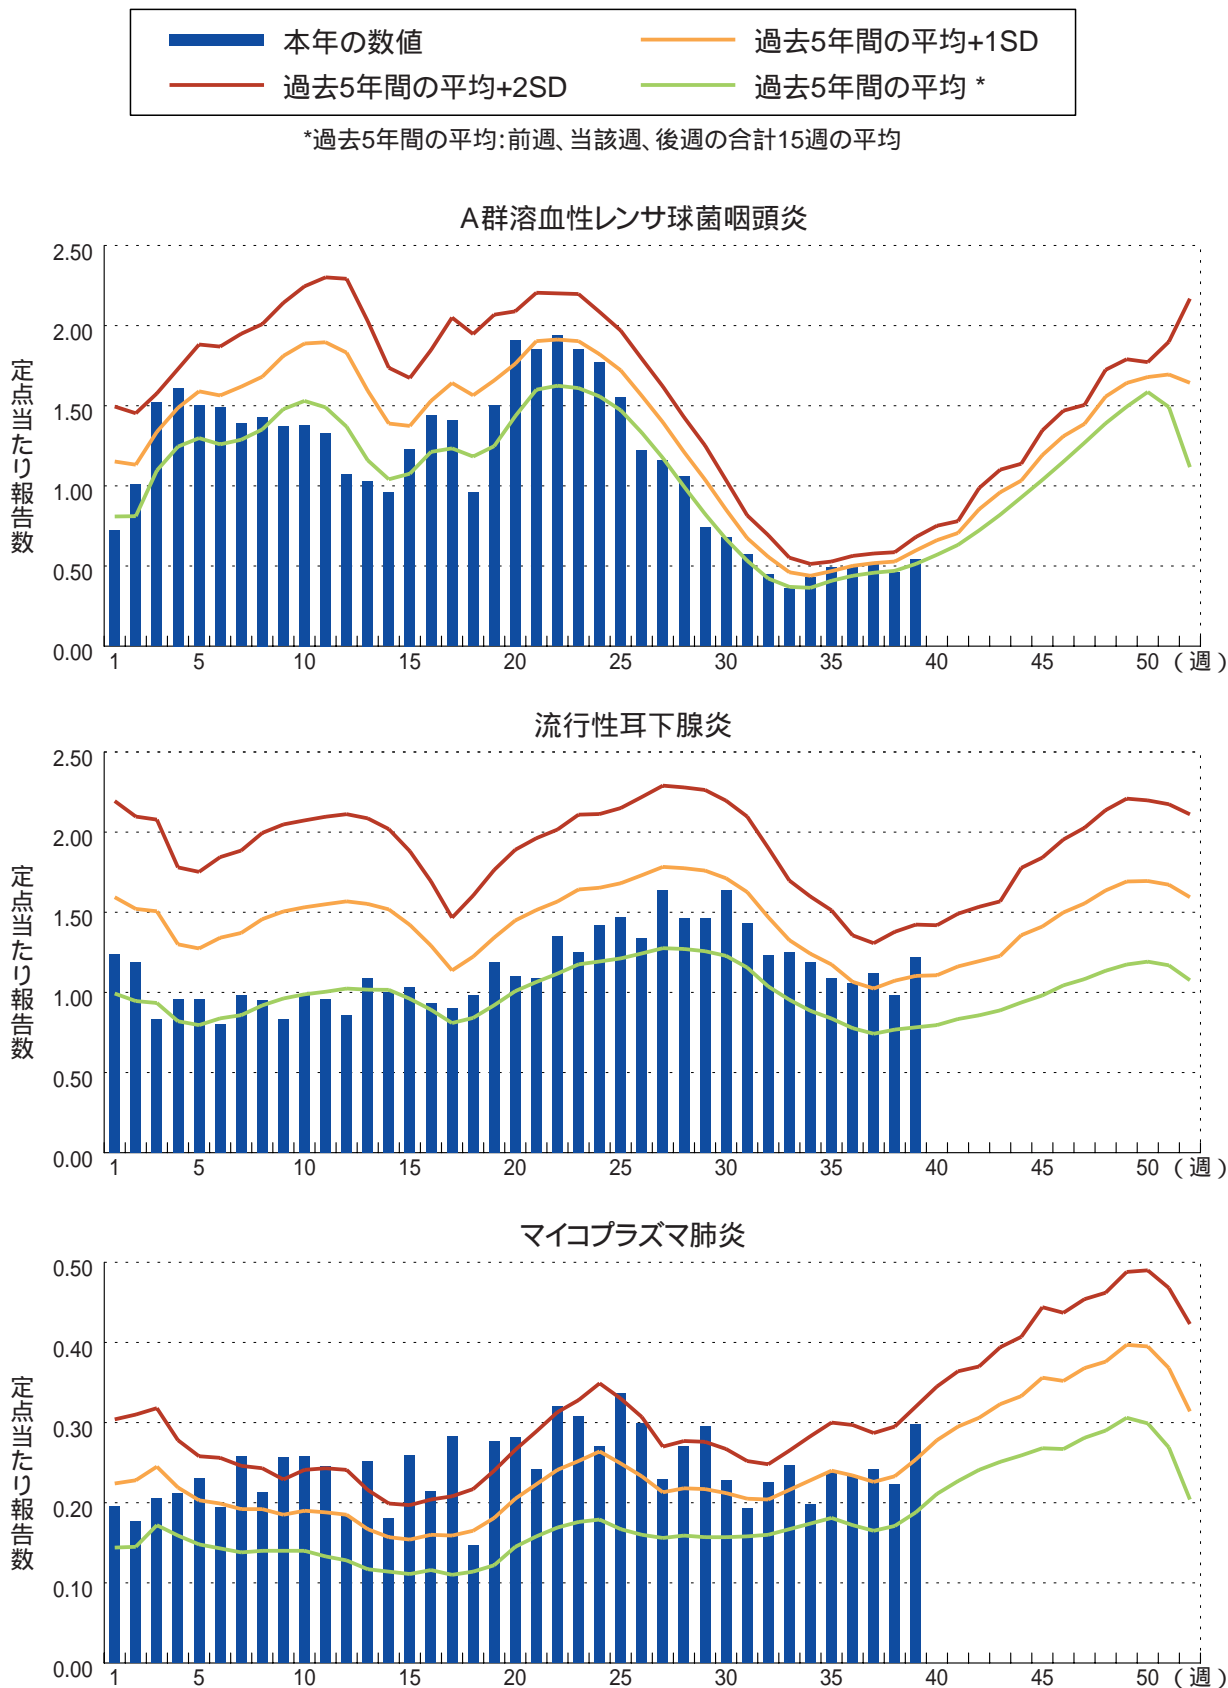 本年の数値
過去5年間の平均+1SD
過去5年間の平均+2SD
過去5年間の平均 *
*過去5年間の平均:前週、当該週、後週の合計15週の平均
A群溶血性レンサ球菌咽頭炎
定点当たり報告数
2.50
2.00
1.50
1.00
0.50
0.00
1 5 10 15 20 25 30 35 40 45 50 (週)
流行性耳下腺炎
定点当たり報告数
2.50
2.00
1.50
1.00
0.50
0.00
1 5 10 15 20 25 30 35 40 45 50 (週)
マイコプラズマ肺炎
定点当たり報告数
0.50
0.40
0.30
0.20
0.10
0.00
1 5 10 15 20 25 30 35 40 45 50 (週)